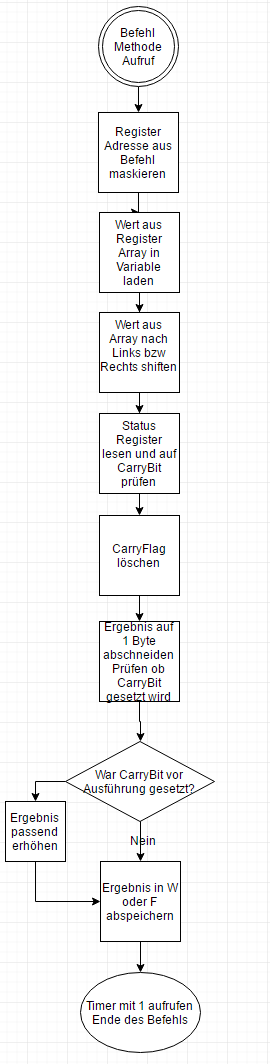 Befehl
Methode
Aufruf
Register
Adresse aus
Befehl
maskieren
Wert aus
Register
Array in
Variable
laden
Wert aus
Array nach
Links bzw
Rechts shiften
Status
Register
lesen und auf
CarryBit
prüfen
CarryFlag
löschen
Ergebnis auf
1 Byte
abschneiden
Prüfen ob
CarryBit
gesetzt wird
War CarryBit vor
Ausführung gesetzt?
Ergebnis
passend
erhöhen
Nein
Ergebnis in W
oder F
abspeichern
Timer mit 1 aufrufen
Ende des Befehls